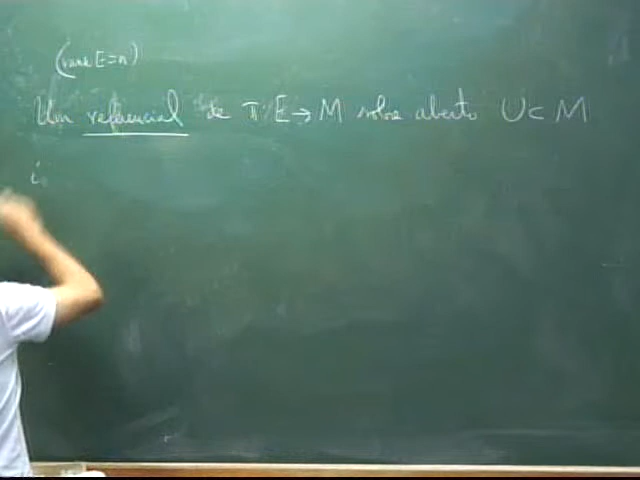 (rank E = n)
Um referencial de π: E → M sobre aberto U ⊂ M
i